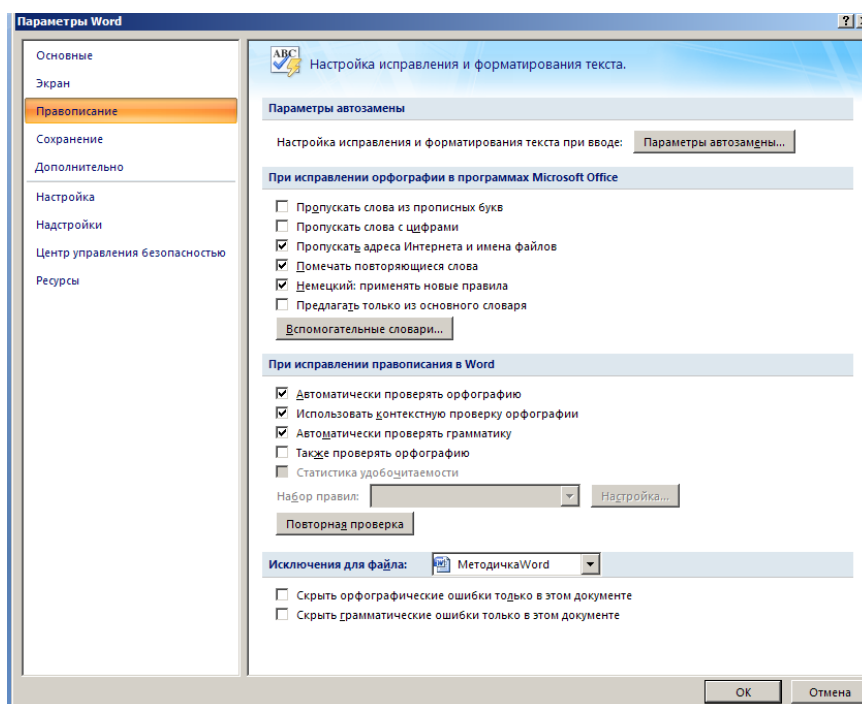 Параметры Word
Основные
Экран
Правописание
Сохранение
Дополнительно
Настройка
Надстройки
Центр управления безопасностью
Ресурсы
ABC
Настройка исправления и форматирования текста.
Параметры автозамены
Настройка исправления и форматирования текста при вводе: Параметры автозамены...
При исправлении орфографии в программах Microsoft Office
Пропускать слова из прописных букв
Пропускать слова с цифрами
Пропускать адреса Интернета и имена файлов
Помечать повторяющиеся слова
Немецкий: применять новые правила
Предлагать только из основного словаря
Вспомогательные словари...
При исправлении правописания в Word
Автоматически проверять орфографию
Использовать контекстную проверку орфографии
Автоматически проверять грамматику
Также проверять орфографию
Статистика удобочитаемости
Набор правил: Настройка...
Повторная проверка
Исключения для файла: МетодичкаWord
Скрыть орфографические ошибки только в этом документе
Скрыть грамматические ошибки только в этом документе
ОК Отмена